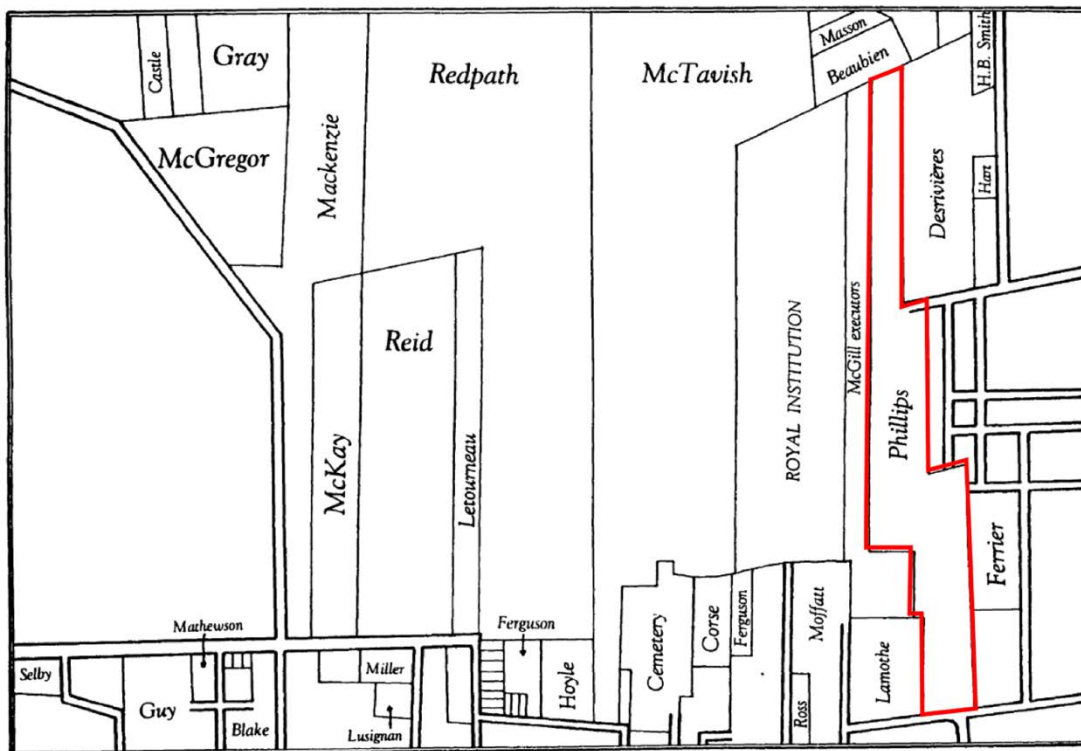 Castle
Gray
Redpath
McTavish
Masson
Beaubien
H.B. Smith
McGregor
Mackenzie
Desrivières
Hart
Reid
McKay
Letourneau
ROYAL INSTITUTION
McGill executors
Phillips
Ferrier
Mathewson
Ferguson
Cemetery
Corse
Ferguson
Moffatt
Lamothe
Selby
Guy
Blake
Miller
Lusignan
Hoyle
Ross